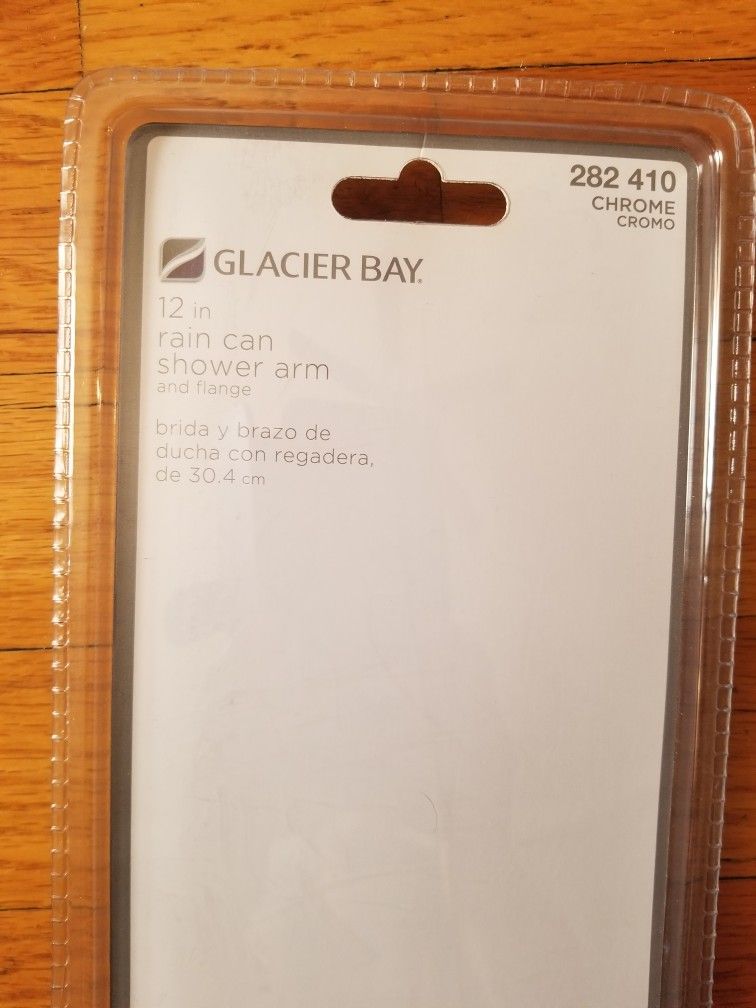 282 410
CHROME
CROMO
GLACIER BAY®
12 in
rain can
shower arm
and flange
brida y brazo de
ducha con regadera,
de 30.4 cm